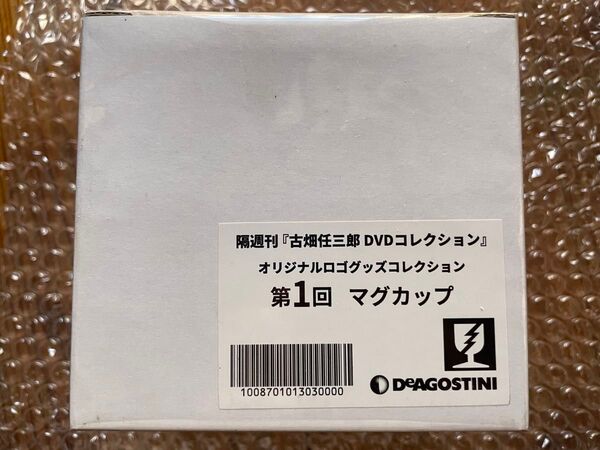 隔週刊『古畑任三郎 DVDコレクション』
オリジナルロゴグッズコレクション
第1回 マグカップ
1008701013030000
DeAGOSTINI